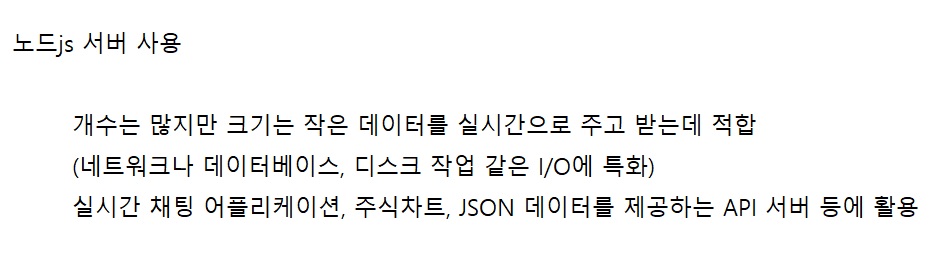 노드js 서버 사용
개수는 많지만 크기는 작은 데이터를 실시간으로 주고 받는데 적합
(네트워크나 데이터베이스, 디스크 작업 같은 I/O에 특화)
실시간 채팅 어플리케이션, 주식차트, JSON 데이터를 제공하는 API 서버 등에 활용